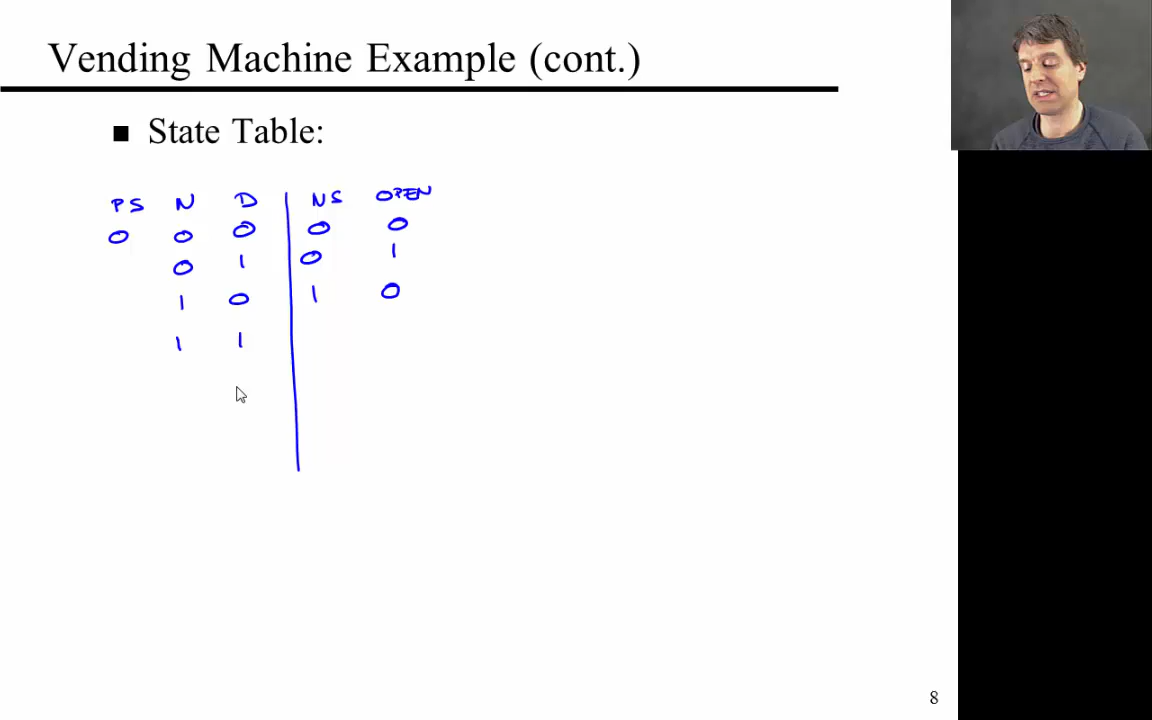 Vending Machine Example (cont.)
■ State Table:
PS N D NS OPEN
0 0 0 0 0
0 1 0 1
1 0 1 0
1 1
8